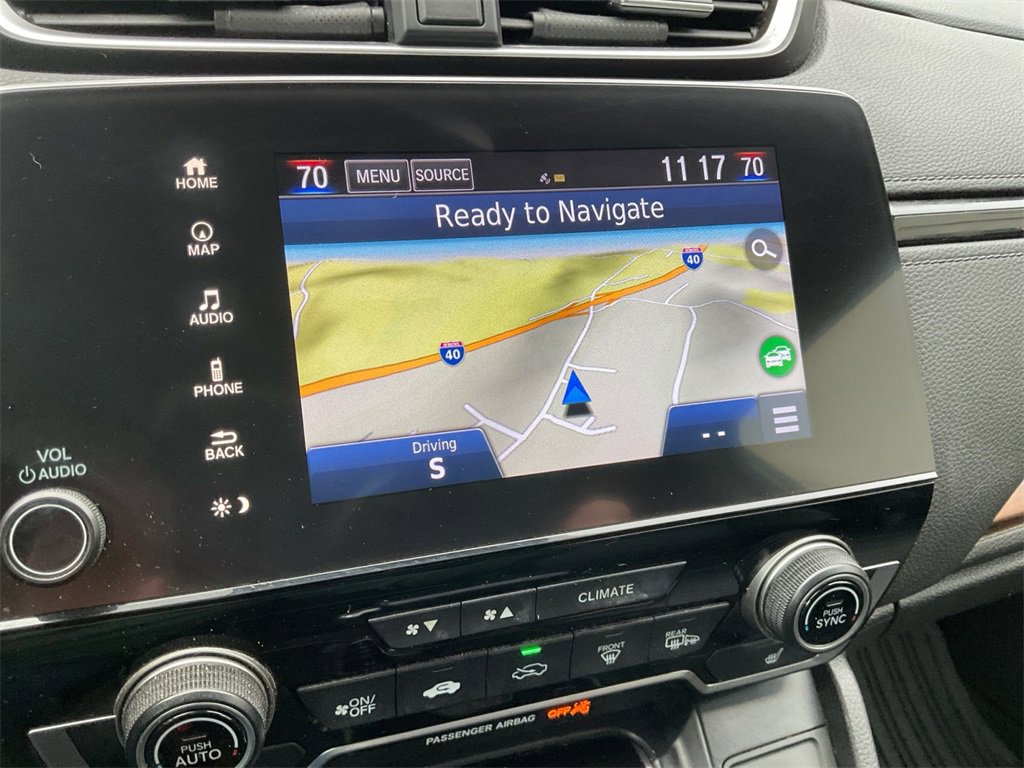 70 MENU SOURCE 11 17 70
Ready to Navigate
HOME
MAP
AUDIO
PHONE
BACK
40
40
Driving
S
--
VOL
AUDIO
CLIMATE
PUSH
SYNC
FRONT
REAR
ON/
OFF
PUSH
AUTO
PASSENGER AIRBAG OFF